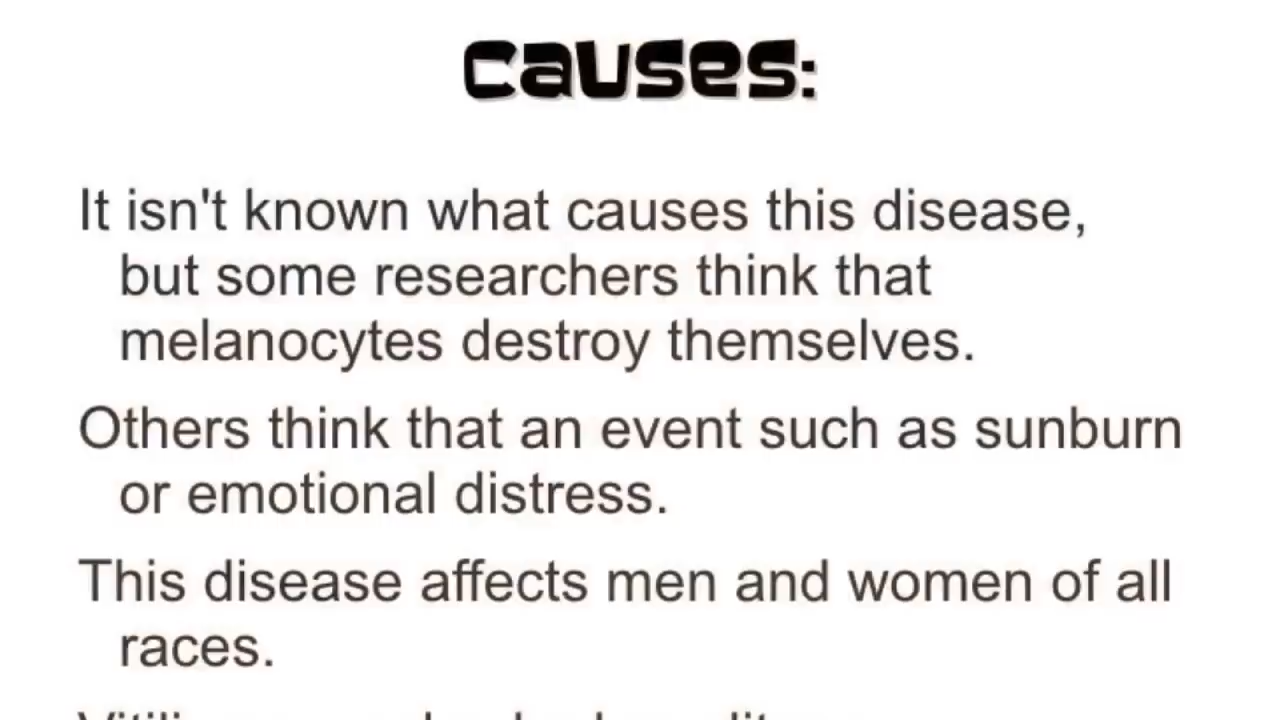 Causes:
It isn't known what causes this disease,
but some researchers think that
melanocytes destroy themselves.
Others think that an event such as sunburn
or emotional distress.
This disease affects men and women of all
races.